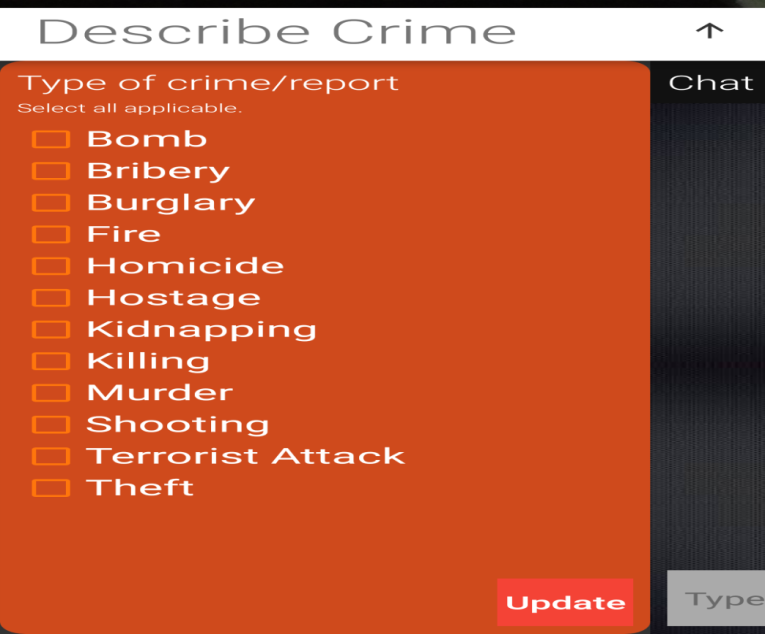 Describe Crime
Type of crime/report
Chat
Select all applicable.
Bomb
Bribery
Burglary
Fire
Homicide
Hostage
Kidnapping
Killing
Murder
Shooting
Terrorist Attack
Theft
Update
Type